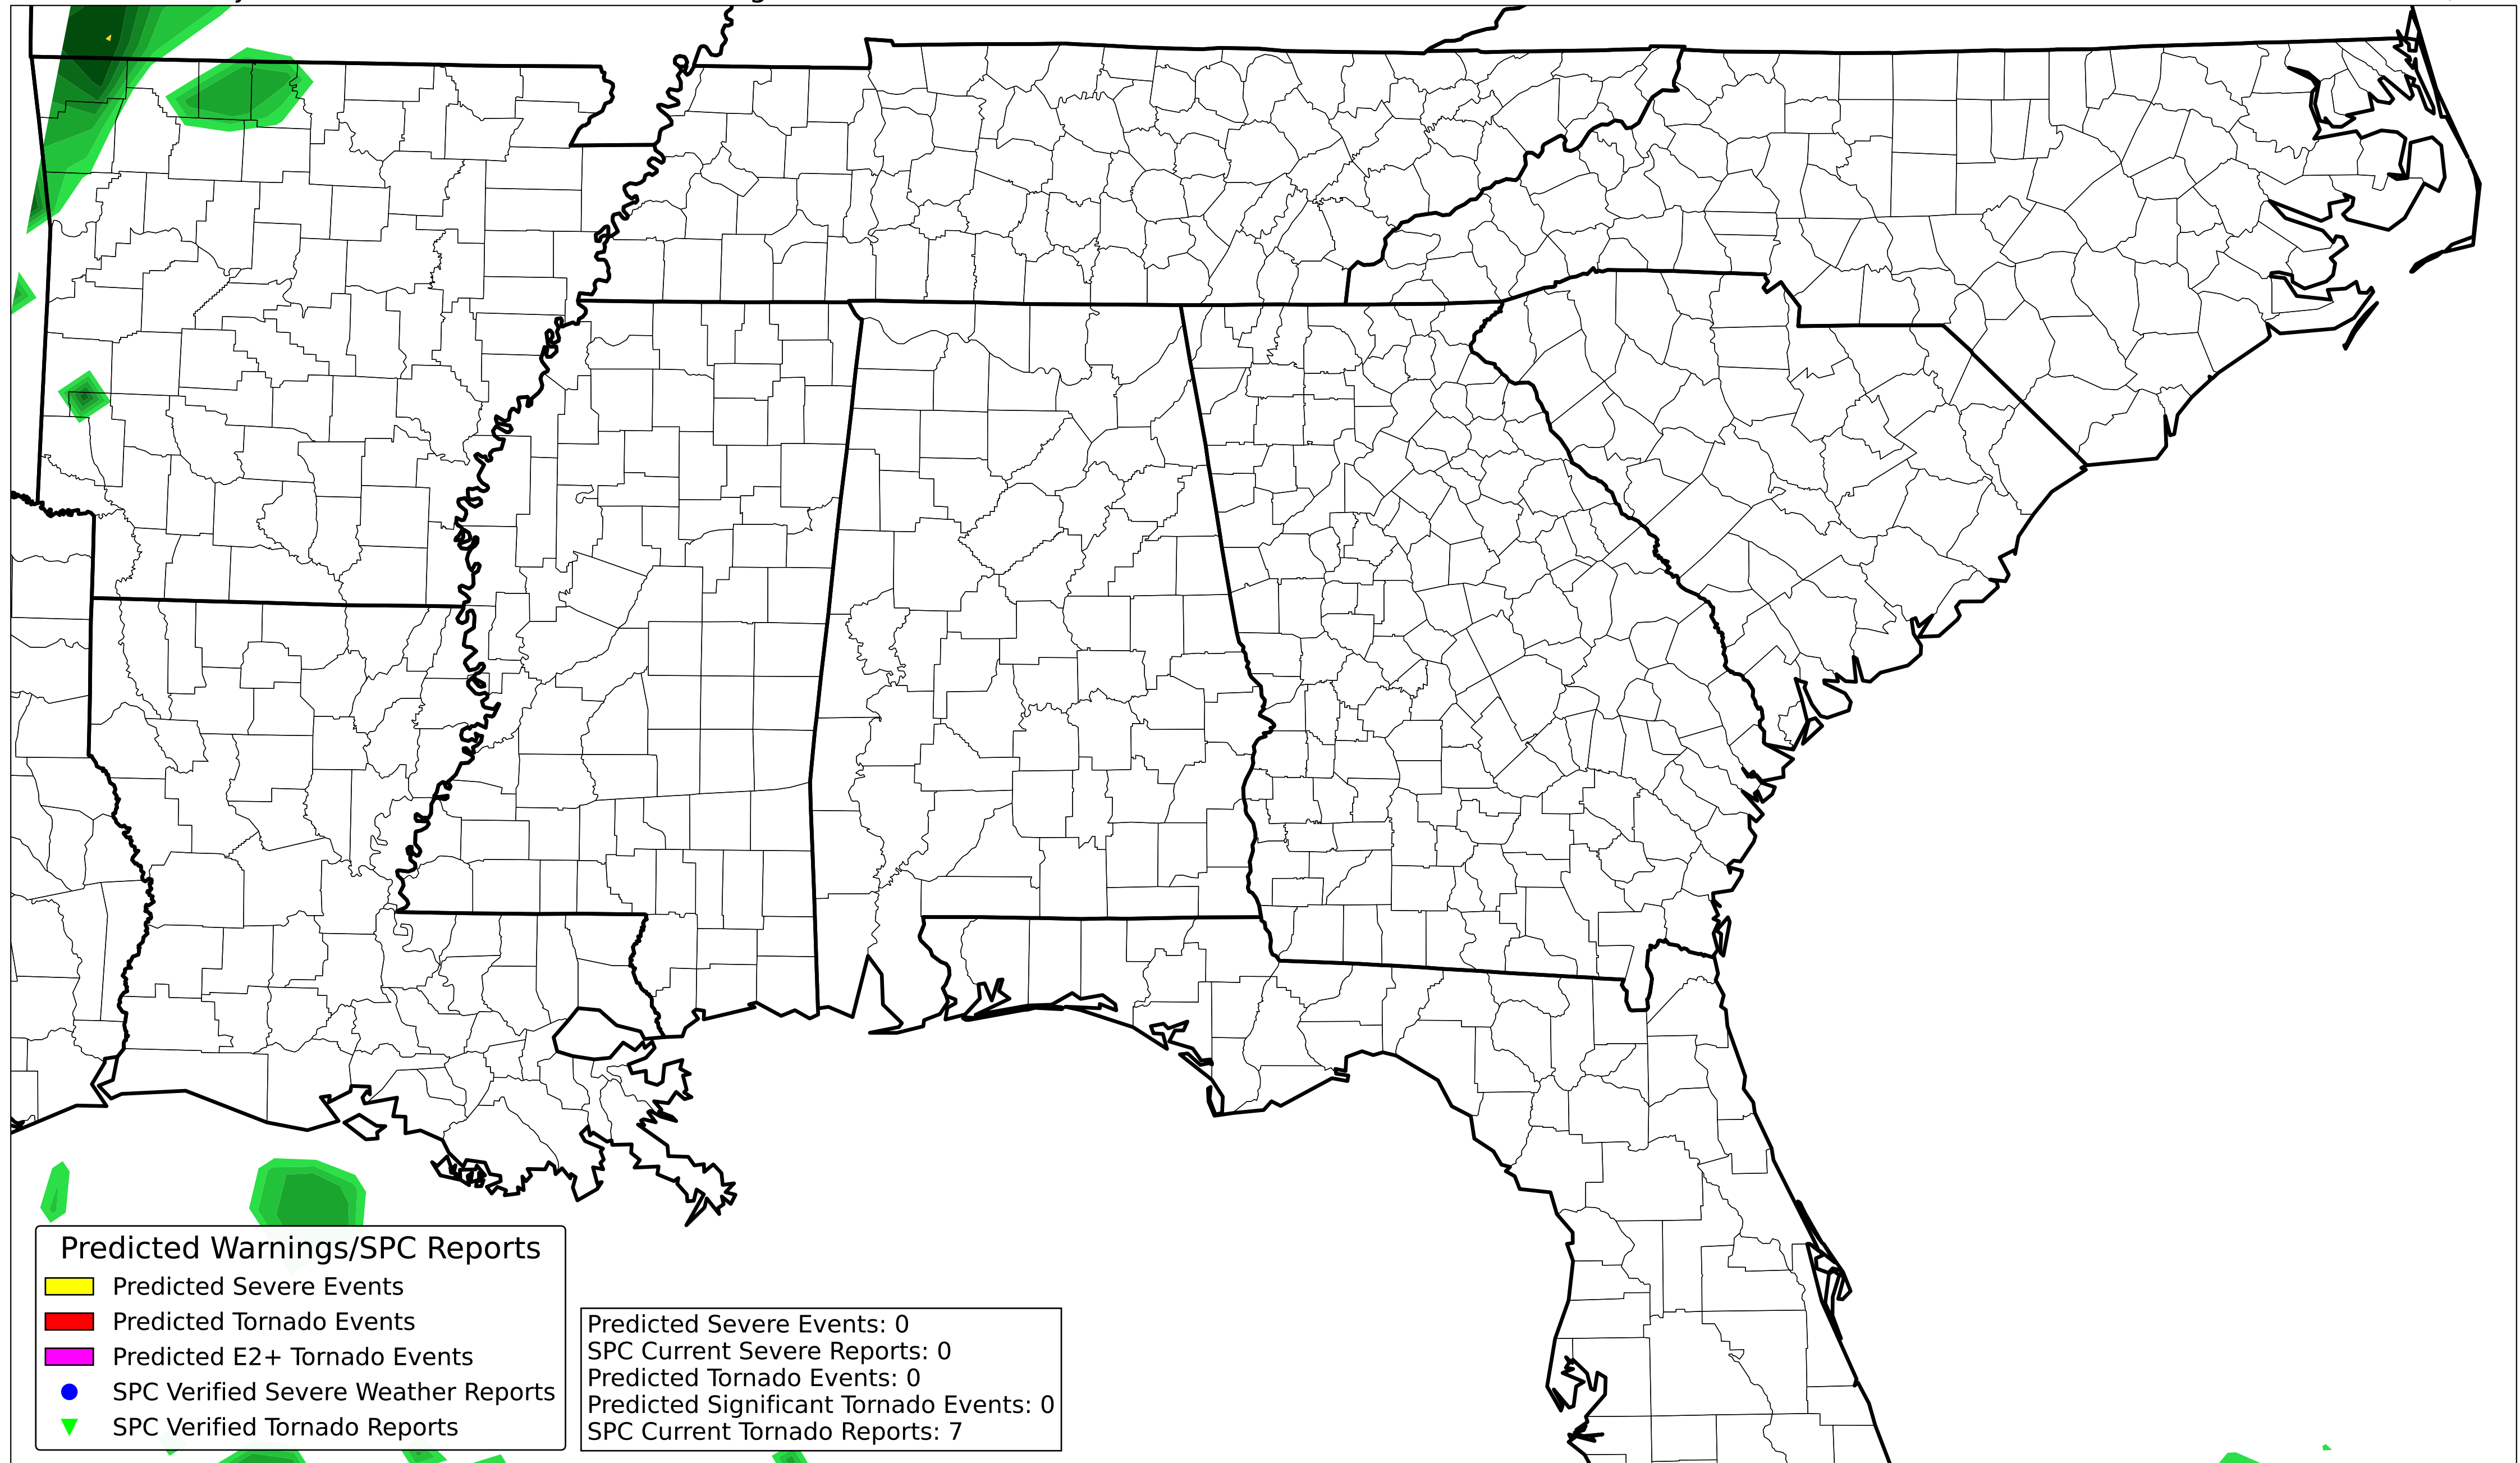 Predicted Warnings/SPC Reports
Predicted Severe Events
Predicted Tornado Events
Predicted E2+ Tornado Events
SPC Verified Severe Weather Reports
SPC Verified Tornado Reports
Predicted Severe Events: 0
SPC Current Severe Reports: 0
Predicted Tornado Events: 0
Predicted Significant Tornado Events: 0
SPC Current Tornado Reports: 7